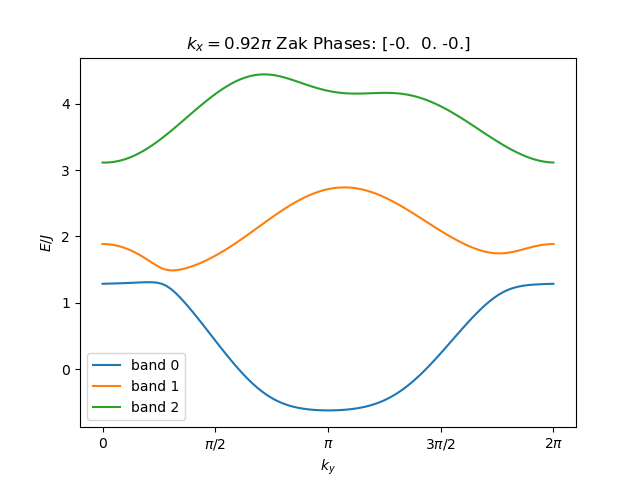 $k_x = 0.92\pi$ Zak Phases: [-0.  0. -0.]
E/J
4
3
2
1
0
band 0
band 1
band 2
0
π/2
π
3π/2
2π
$k_y$